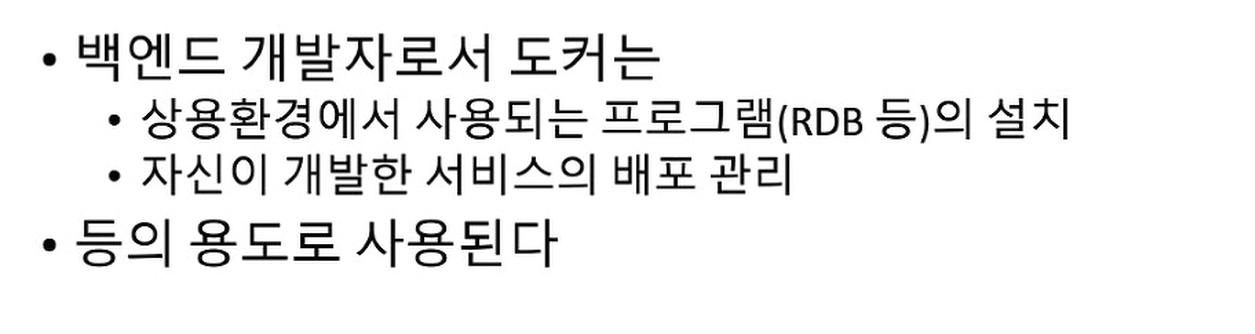 • 백엔드 개발자로서 도커는
• 상용환경에서 사용되는 프로그램(RDB 등)의 설치
• 자신이 개발한 서비스의 배포 관리
• 등의 용도로 사용된다